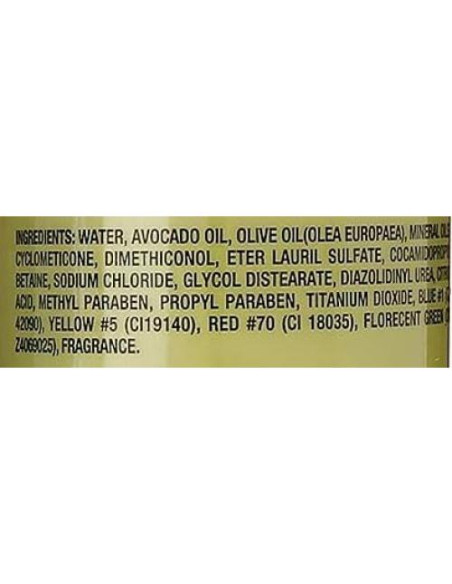 INGREDIENTS: WATER, AVOCADO OIL, OLIVE OIL(OLEA EUROPAEA), MINERAL OIL
CYCLOMETICONE, DIMETHICONOL, ETER LAURIL SULFATE, COCAMIDOPROP
BETAINE, SODIUM CHLORIDE, GLYCOL DISTEARATE, DIAZOLIDINYL UREA, CITR
ACID, METHYL PARABEN, PROPYL PARABEN, TITANIUM DIOXIDE, BLUE #1
42090), YELLOW #5 (CI19140), RED #70 (CI 18035), FLORECENT GREEN
Z4069025), FRAGRANCE.